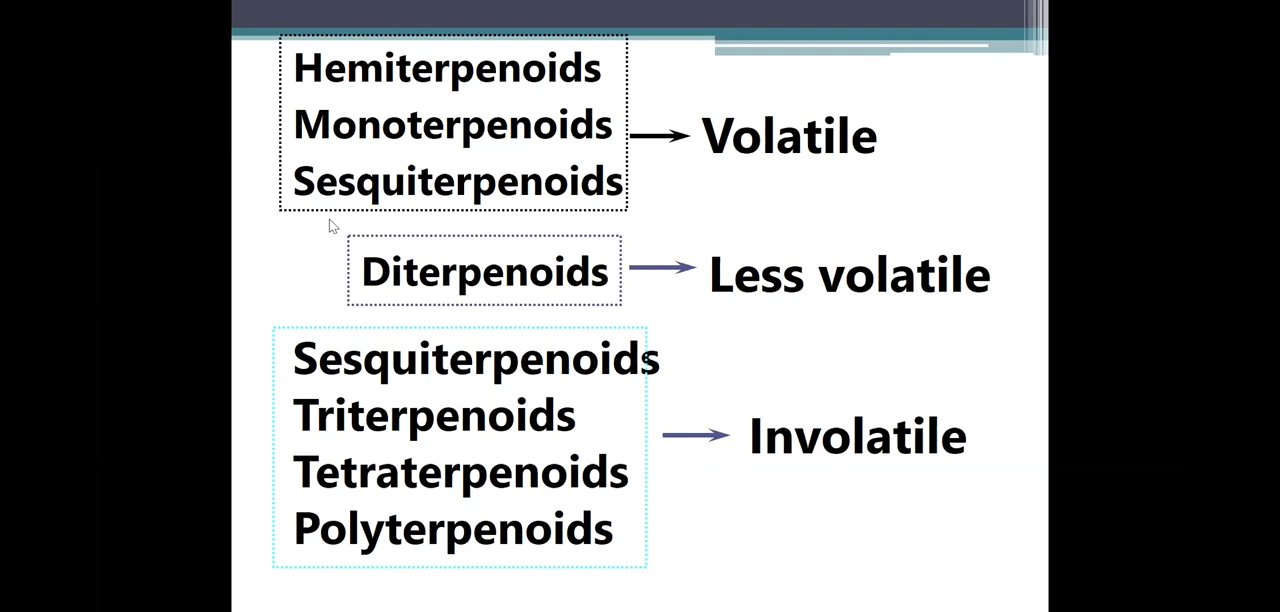 Hemiterpenoids
Monoterpenoids
Sesquiterpenoids
Volatile
Diterpenoids
Less volatile
Sesquiterpenoids
Triterpenoids
Tetraterpenoids
Polyterpenoids
Involatile